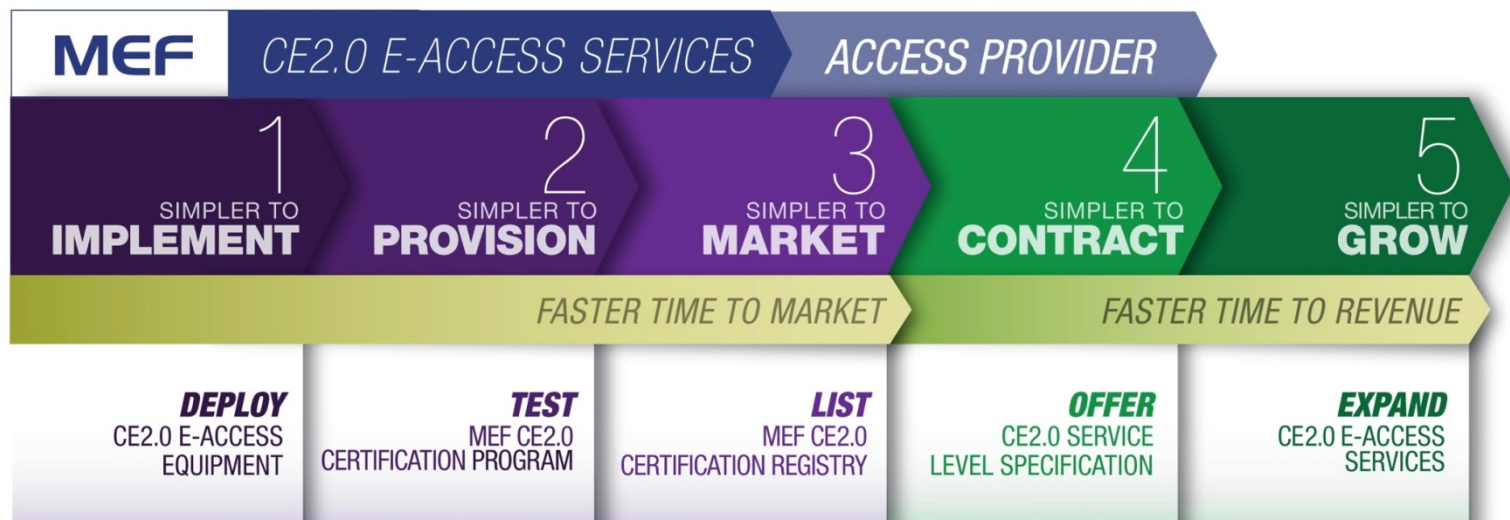 MEF CE2.0 E-ACCESS SERVICES ACCESS PROVIDER
1
SIMPLER TO
IMPLEMENT
2
SIMPLER TO
PROVISION
3
SIMPLER TO
MARKET
4
SIMPLER TO
CONTRACT
5
SIMPLER TO
GROW
FASTER TIME TO MARKET
FASTER TIME TO REVENUE
DEPLOY
CE2.0 E-ACCESS
EQUIPMENT
TEST
MEF CE2.0
CERTIFICATION PROGRAM
LIST
MEF CE2.0
CERTIFICATION REGISTRY
OFFER
CE2.0 SERVICE
LEVEL SPECIFICATION
EXPAND
CE2.0 E-ACCESS
SERVICES